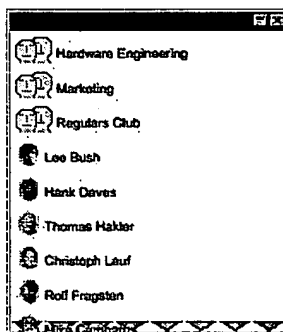 Hardware Engineering
Marketing
Regulars Club
Lee Bush
Hank Daves
Thomas Hakler
Christoph Lauf
Rolf Fragsten